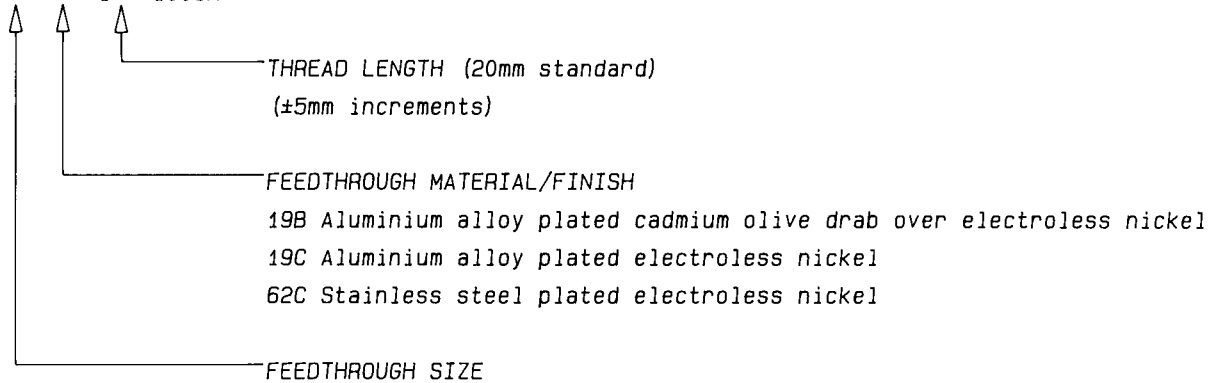 THREAD LENGTH (20mm standard)
(±5mm increments)
FEEDTHROUGH MATERIAL/FINISH
19B Aluminium alloy plated cadmium olive drab over electroless nickel
19C Aluminium alloy plated electroless nickel
62C Stainless steel plated electroless nickel
FEEDTHROUGH SIZE